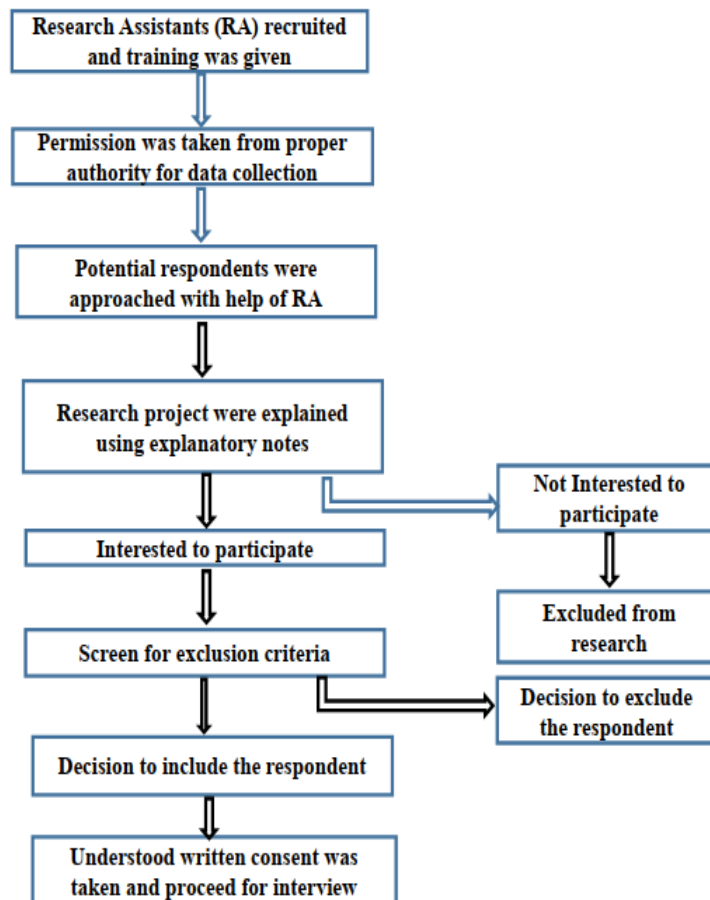 Research Assistants (RA) recruited
and training was given
Permission was taken from proper
authority for data collection
Potential respondents were
approached with help of RA
Research project were explained
using explanatory notes
Not Interested to
participate
Interested to participate
Excluded from
research
Screen for exclusion criteria
Decision to exclude
the respondent
Decision to include the respondent
Understood written consent was
taken and proceed for interview